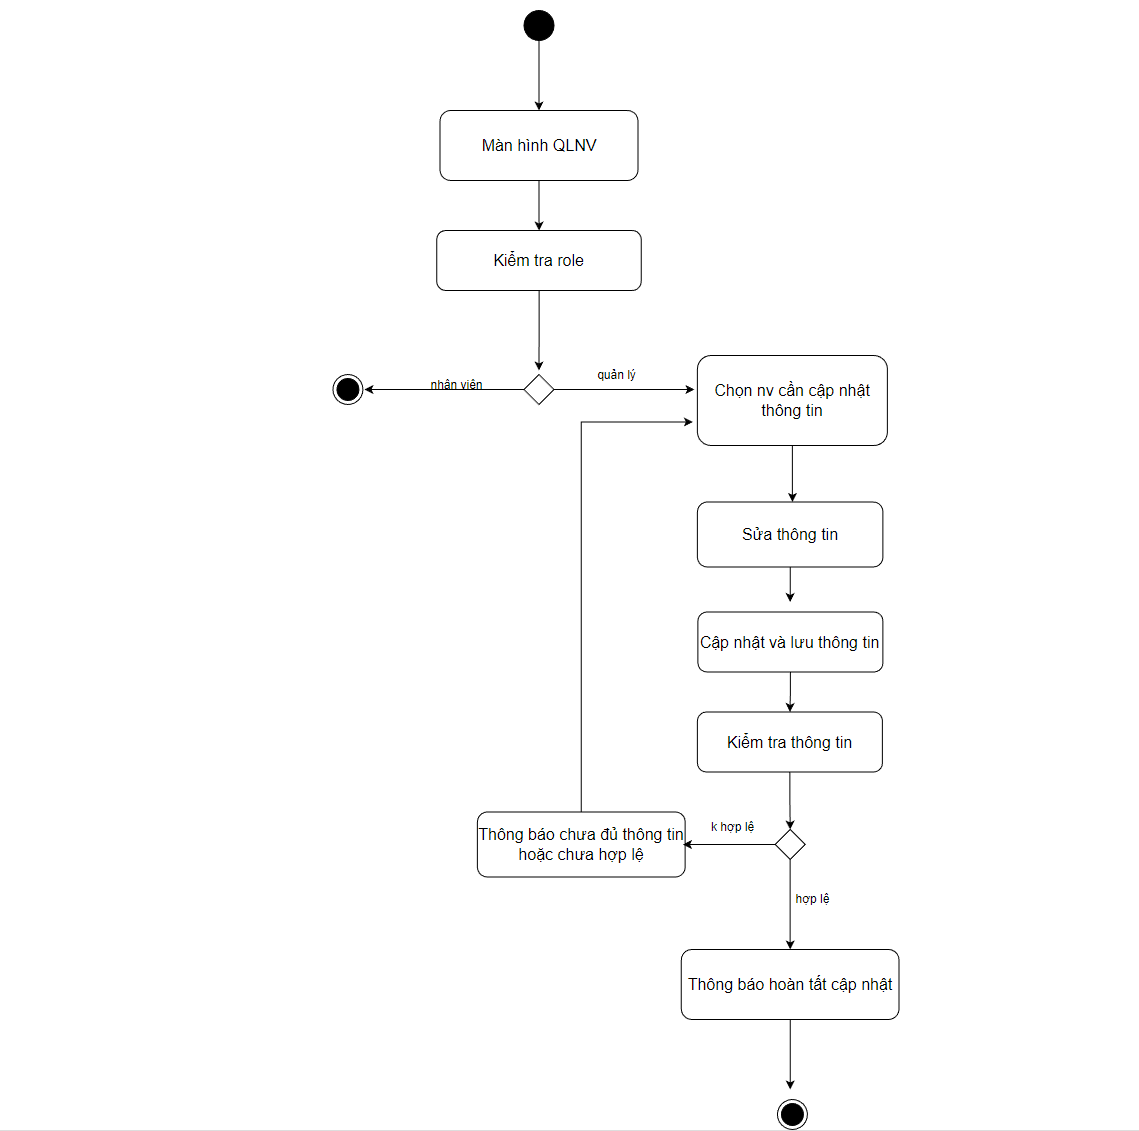 Màn hình QLNV
Kiểm tra role
nhân viên
quản lý
Chọn nv cần cập nhật
thông tin
Sửa thông tin
Cập nhật và lưu thông tin
Kiểm tra thông tin
k hợp lệ
Thông báo chưa đủ thông tin
hoặc chưa hợp lệ
hợp lệ
Thông báo hoàn tất cập nhật